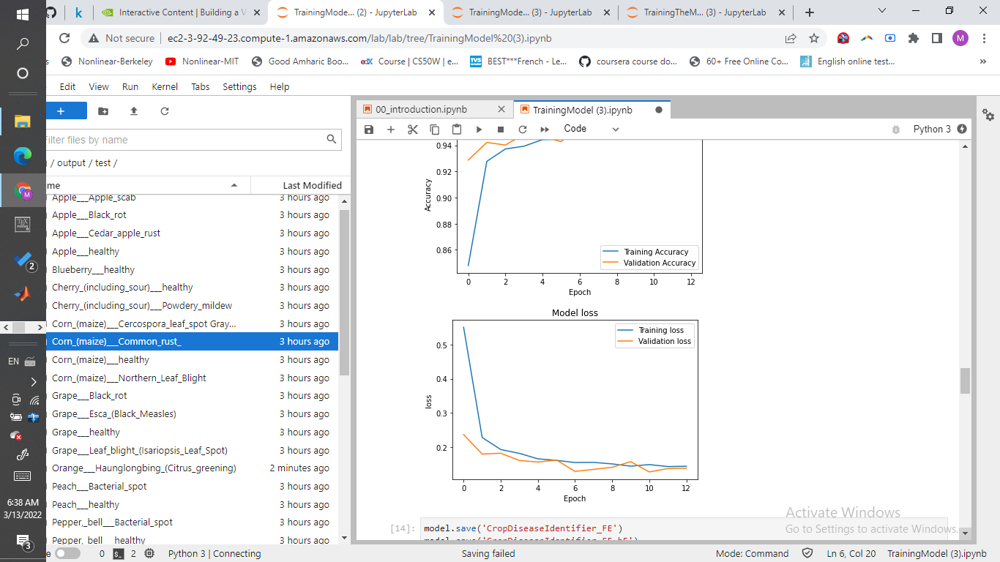 Interactive Content | Building a V
TrainingMode... (2) - JupyterLab
TrainingMode... (3) - JupyterLab
TrainingTheM... (3) - JupyterLab
Not secure
ec2-3-92-49-23.compute-1.amazonaws.com/lab/lab/tree/TrainingModel%20(3).ipynb
M
s
Nonlinear-Berkeley
Nonlinear-MIT
Good Amharic Boo...
edX
Course | CS50W | e...
TV5
BEST***French - Le...
coursera course do...
60+ Free Online Co...
English online test...
Edit View Run Kernel Tabs Settings Help
Filter files by name
/ output / test /
me
Last Modified
Apple___Apple_scab 3 hours ago
Apple___Black_rot 3 hours ago
Apple___Cedar_apple_rust 3 hours ago
Apple___healthy 3 hours ago
Blueberry___healthy 3 hours ago
Cherry_(including_sour)___healthy 3 hours ago
Cherry_(including_sour)___Powdery_mildew 3 hours ago
Corn_(maize)___Cercospora_leaf_spot Gray... 3 hours ago
Corn_(maize)___Common_rust_ 3 hours ago
Corn_(maize)___healthy 3 hours ago
Corn_(maize)___Northern_Leaf_Blight 3 hours ago
Grape___Black_rot 3 hours ago
Grape___Esca_(Black_Measles) 3 hours ago
Grape___healthy 3 hours ago
Grape___Leaf_blight_(Isariopsis_Leaf_Spot) 3 hours ago
Orange___Haunglongbing_(Citrus_greening) 2 minutes ago
Peach___Bacterial_spot 3 hours ago
Peach___healthy 3 hours ago
Pepper,_bell___Bacterial_spot 3 hours ago
Pepper,_bell___healthy 3 hours ago
00_introduction.ipynb
TrainingModel (3).ipynb
Code
Python 3
0.94
0.92
0.90
0.88
0.86
Accuracy
Training Accuracy
Validation Accuracy
0 2 4 6 8 10 12
Epoch
Model loss
Training loss
Validation loss
0.5
0.4
0.3
0.2
loss
0 2 4 6 8 10 12
Epoch
[14]:
model.save('CropDiseaseIdentifier_FE')
Activate Windows
Go to Settings to activate Windows.
e
0
2
Python 3 | Connecting
Saving failed
Mode: Command
Ln 6, Col 20
TrainingModel (3).ipynb
2
EN
6:38 AM
3/13/2022
3